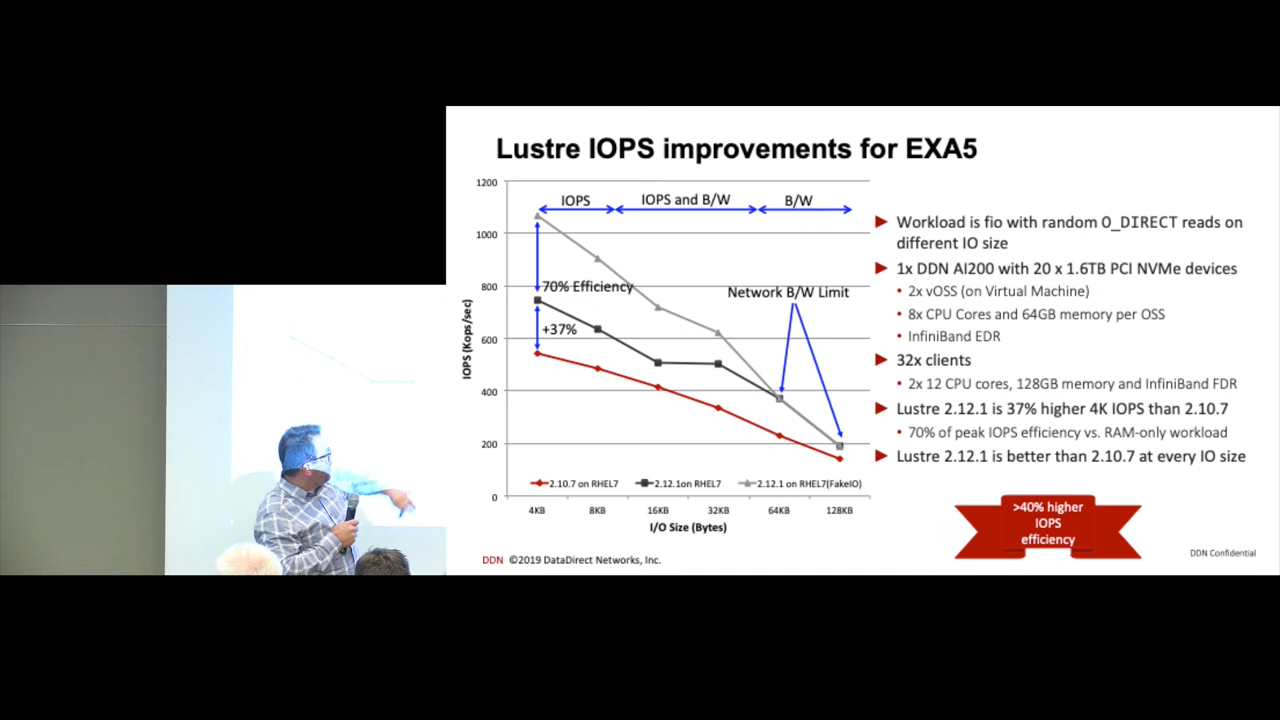 Lustre IOPS improvements for EXA5
1200
1000
800
600
400
200
0
IOPS (Kops/sec)
IOPS
IOPS and B/W
B/W
70% Efficiency
+37%
Network B/W Limit
2.10.7 on RHEL7
2.12.1on RHEL7
2.12.1 on RHEL7(FakeIO)
4KB
8KB
16KB
32KB
64KB
128KB
I/O Size (Bytes)
Workload is fio with random O_DIRECT reads on
different IO size
1x DDN AI200 with 20 x 1.6TB PCI NVMe devices
2x vOSS (on Virtual Machine)
8x CPU Cores and 64GB memory per OSS
InfiniBand EDR
32x clients
2x 12 CPU cores, 128GB memory and InfiniBand FDR
Lustre 2.12.1 is 37% higher 4K IOPS than 2.10.7
70% of peak IOPS efficiency vs. RAM-only workload
Lustre 2.12.1 is better than 2.10.7 at every IO size
>40% higher
IOPS
efficiency
DDN ©2019 DataDirect Networks, Inc.
DDN Confidential